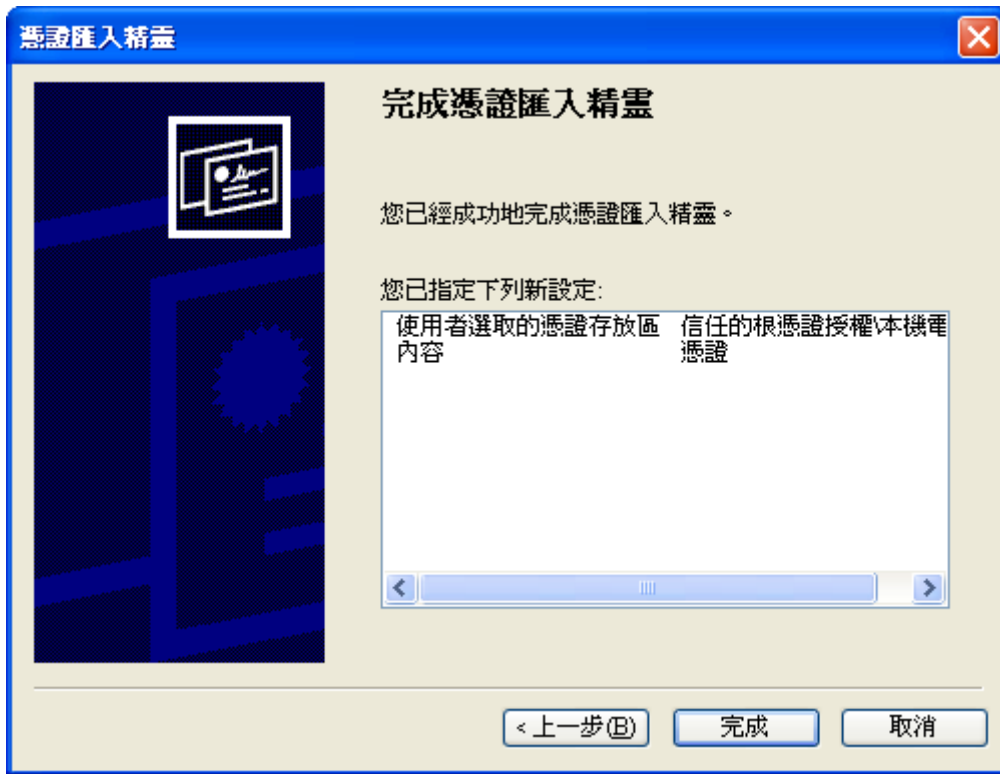 憑證匯入精靈
完成憑證匯入精靈
您已經成功地完成憑證匯入精靈。
您已指定下列新設定:
使用者選取的憑證存放區 信任的根憑證授權\本機電
內容 憑證
<上一步(B) 完成 取消